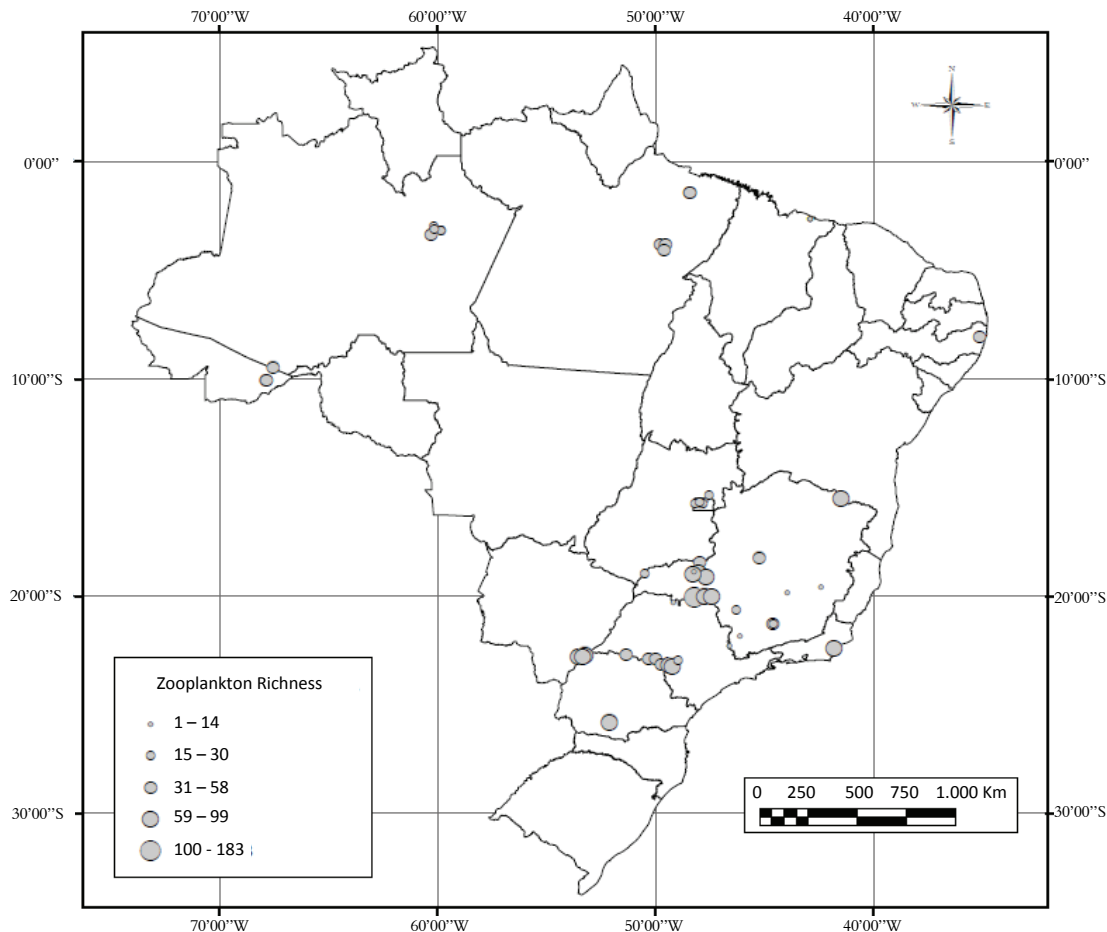 70°00’’W 60°00’’W 50°00’’W 40°00’’W
N
W E
S
0°00’’ 0°00’’
10°00’’S 10°00’’S
20°00’’S 20°00’’S
Zooplankton Richness
1 – 14
15 – 30
31 – 58
59 – 99
100 - 183
0 250 500 750 1.000 Km
30°00’’S 30°00’’S
70°00’’W 60°00’’W 50°00’’W 40°00’’W